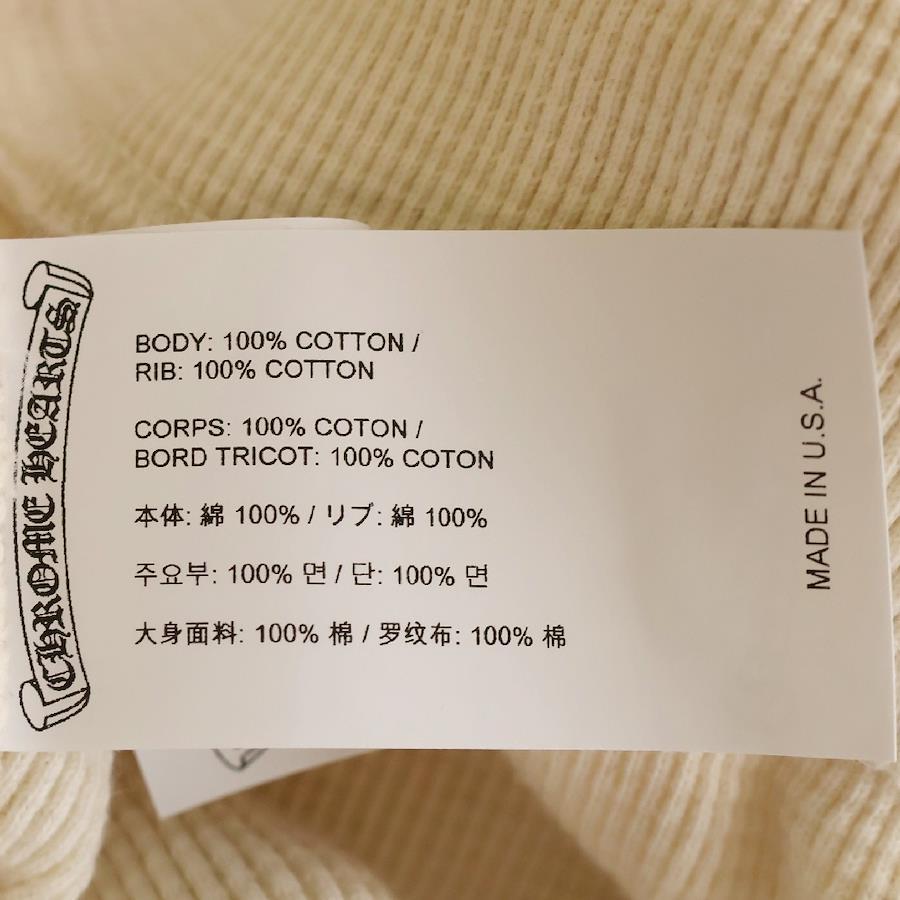 CHROME HEARTS
BODY: 100% COTTON /
RIB: 100% COTTON
CORPS: 100% COTON /
BORD TRICOT: 100% COTON
本体: 綿 100% / リブ: 綿 100%
주요부: 100% 면 / 단: 100% 면
大身面料: 100% 棉 / 罗纹布: 100% 棉
MADE IN U.S.A.